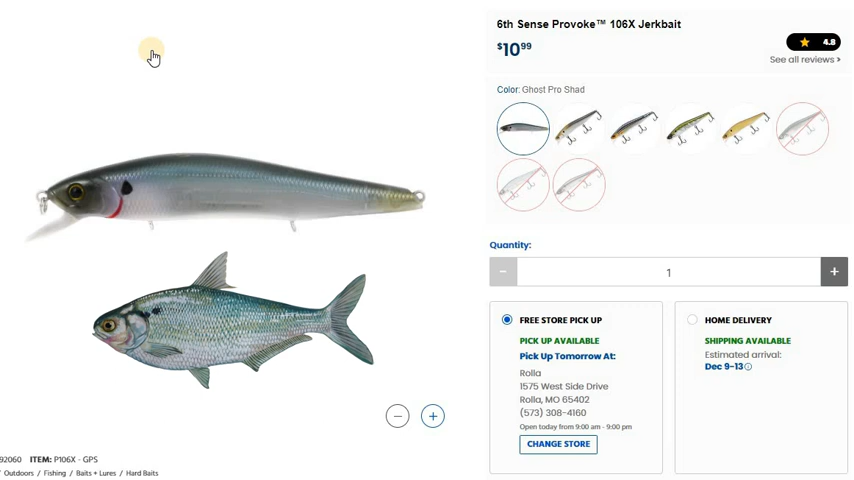 6th Sense Provoke™ 106X Jerkbait
$10⁹⁹
4.8
See all reviews >
Color: Ghost Pro Shad
Quantity:
− 1 +
FREE STORE PICK UP
PICK UP AVAILABLE
Pick Up Tomorrow At:
Rolla
1575 West Side Drive
Rolla, MO 65402
(573) 308-4160
Open today from 9:00 am - 9:00 pm
CHANGE STORE
HOME DELIVERY
SHIPPING AVAILABLE
Estimated arrival:
Dec 9-13
92060 ITEM: P106X - GPS
/ Outdoors / Fishing / Baits + Lures / Hard Baits